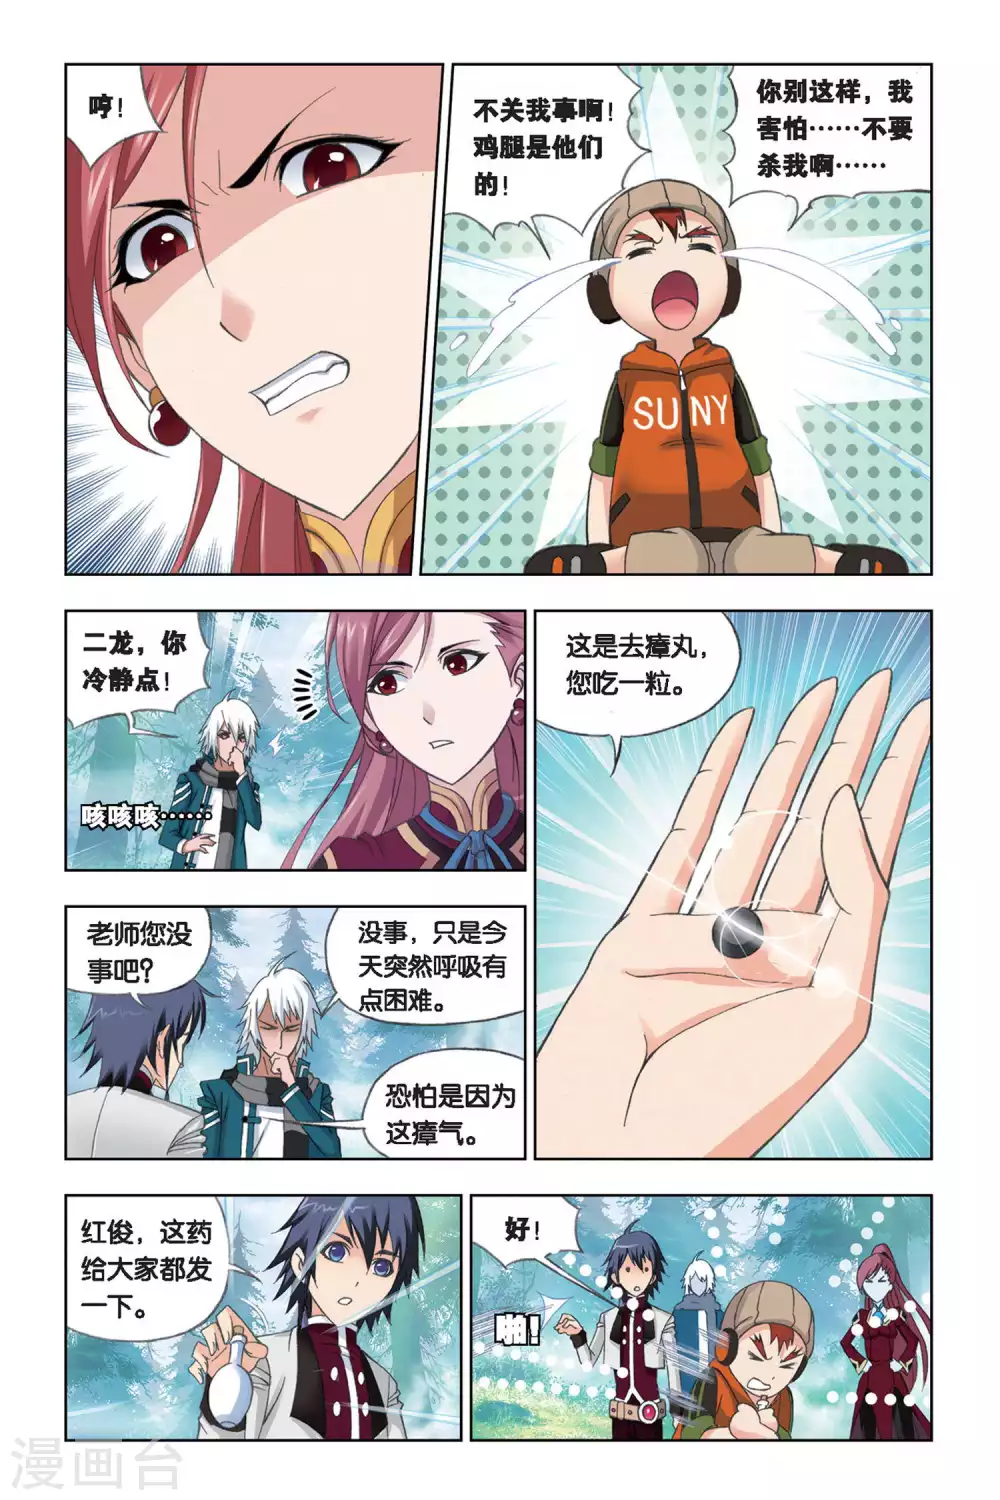 哼！
不关我事啊！
鸡腿是他们
的！
你别这样，我
害怕……不要
杀我啊……
SUNY
二龙，你
冷静点！
咳咳咳……
这是去瘴丸，
您吃一粒。
老师您没
事吧？
没事，只是今
天突然呼吸有
点困难。
恐怕是因为
这瘴气。
红俊，这药
给大家都发
一下。
好！
啪！
漫画台